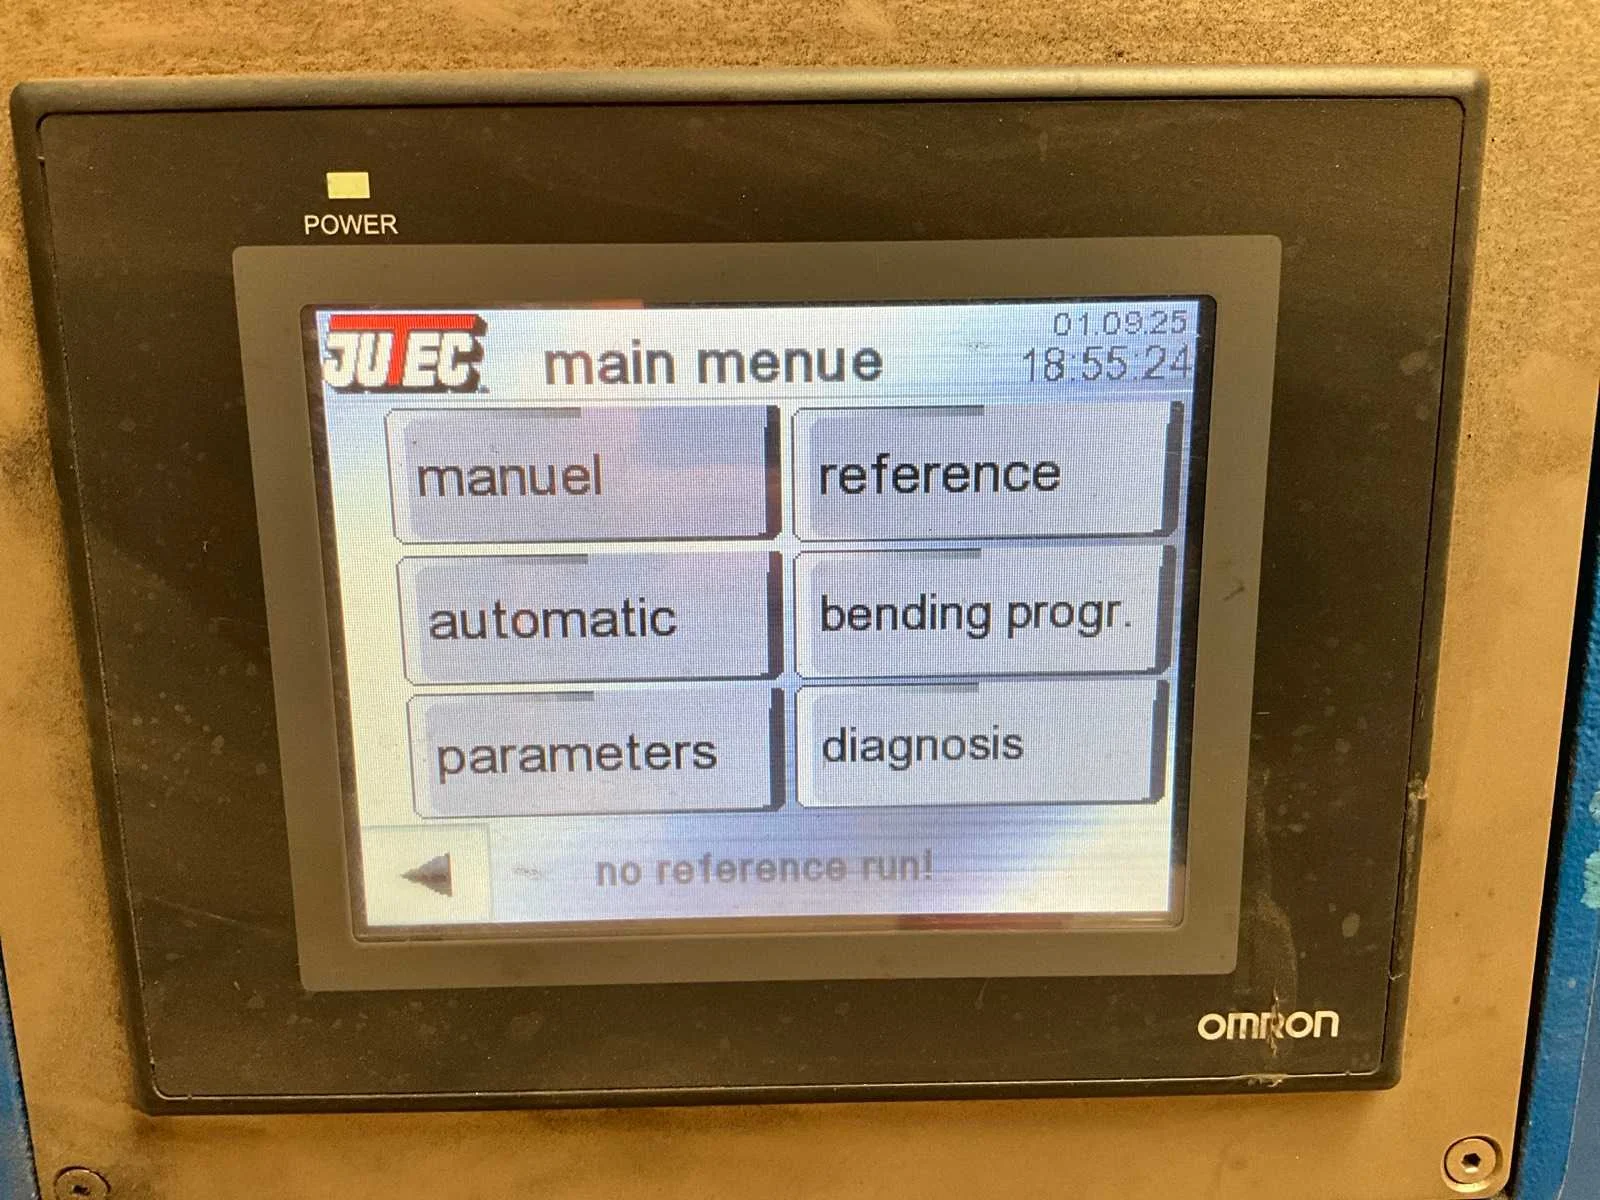 POWER
JUTEC
main menue
01.09.25
18:55:24
manuel
reference
automatic
bending progr.
parameters
diagnosis
no reference run!
OMRON